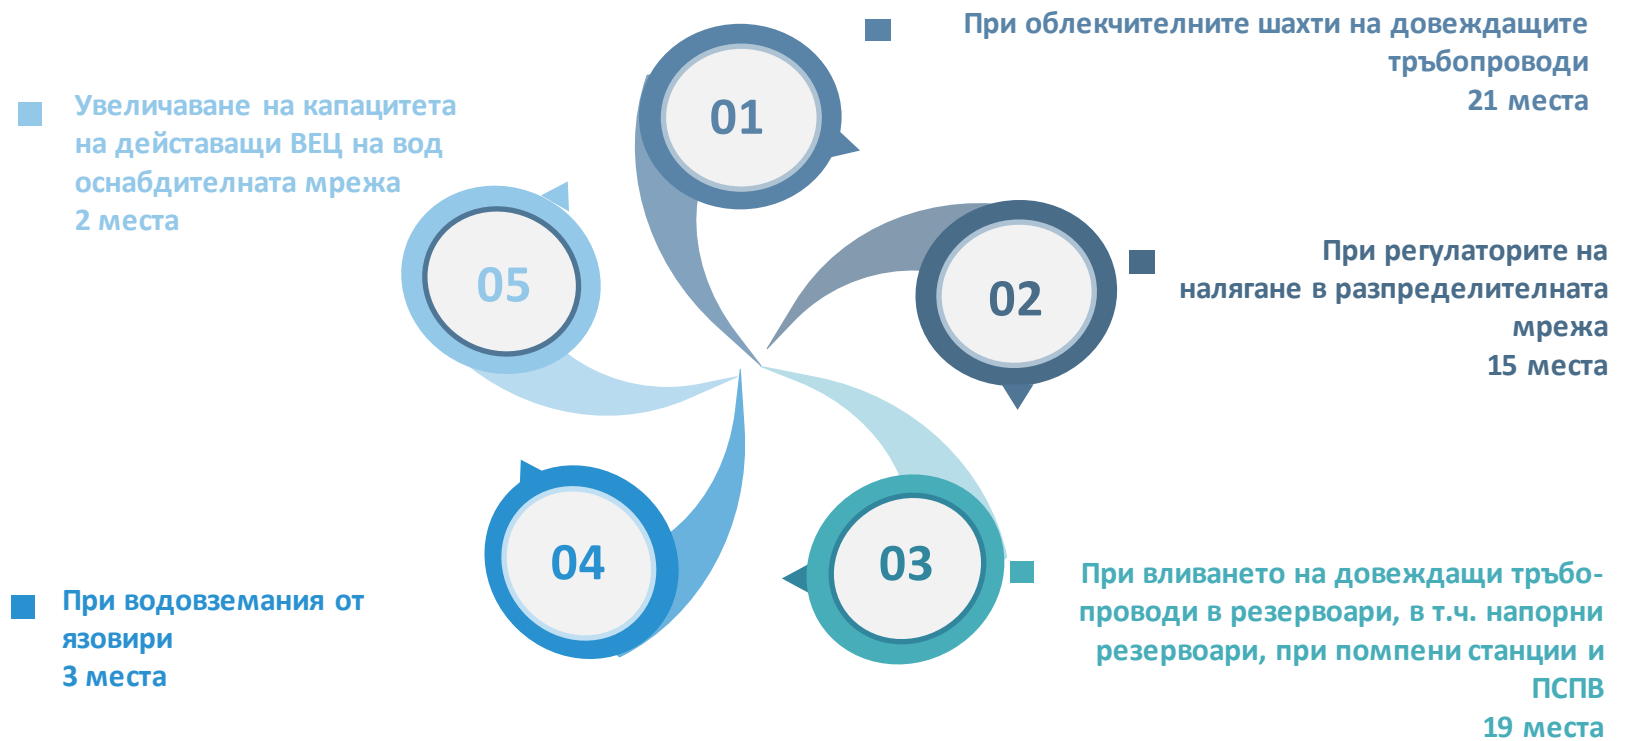 01
При облекчителните шахти на довеждащите
тръбопроводи
21 места
02
При регулаторите на
налягане в разпределителната
мрежа
15 места
03
При вливането на довеждащи тръбо-
проводи в резервоари, в т.ч. напорни
резервоари, при помпени станции и
ПСПВ
19 места
04
При водовземания от
язовири
3 места
05
Увеличаване на капацитета
на действащи ВЕЦ на вод
оснабдителната мрежа
2 места